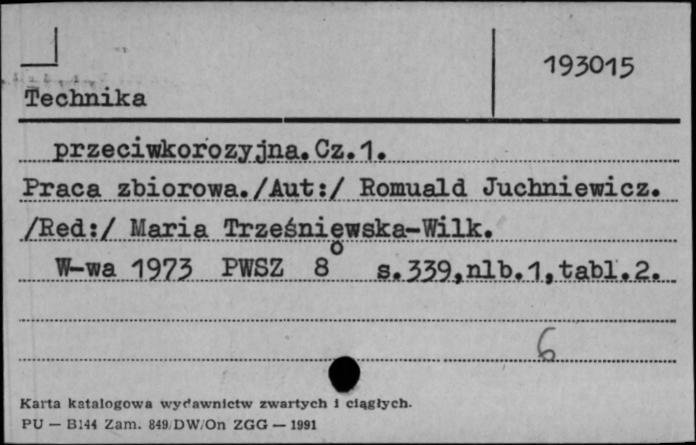 193015
Technika
przeciwkorozyjna.Cz.1.
Praca zbiorowa./Aut:/ Romuald Juchniewicz.
/Red:/ Maria Trześniewska-Wilk.
W-wa 1973 PWSZ 8° s.339,nlb.1,tabl.2.
6
Karta katalogowa wydawnictw zwartych i ciągłych.
PU — B144 Zam. 849/DW/On ZGG — 1991